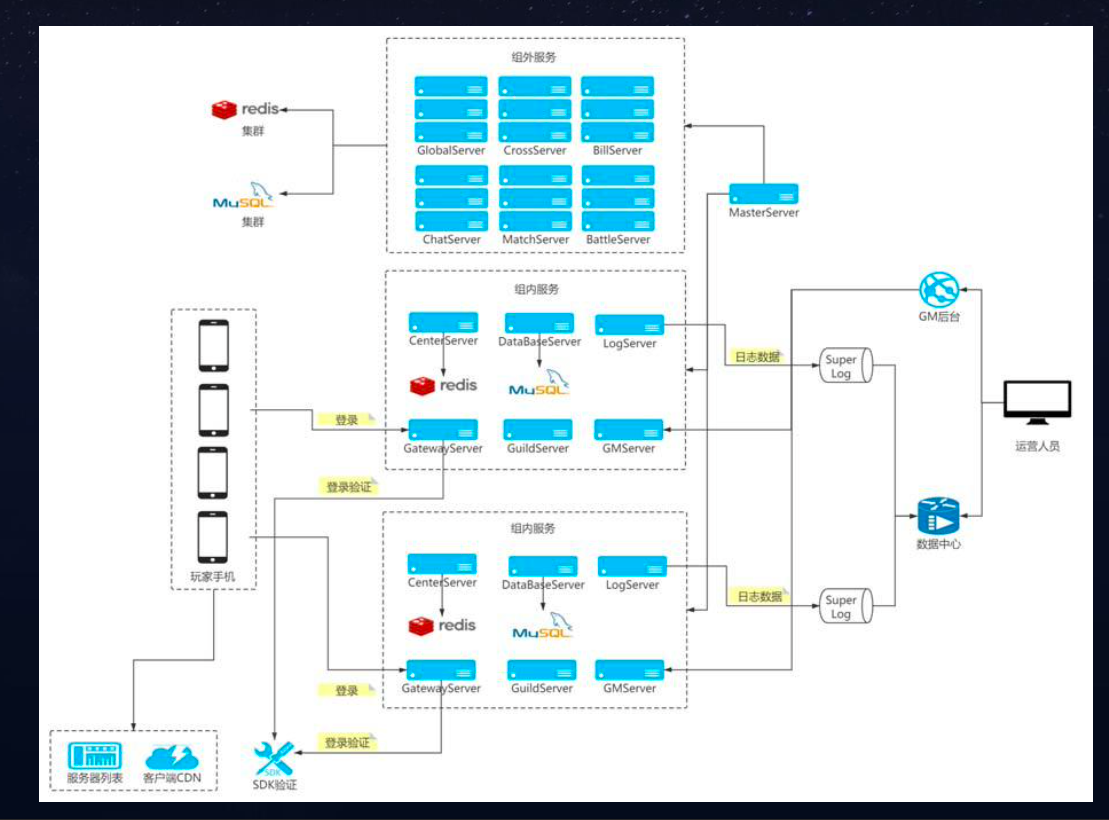 组外服务
GlobalServer
CrossServer
BillServer
ChatServer
MatchServer
BattleServer
redis
集群
MySQL
集群
MasterServer
组内服务
CenterServer
DataBaseServer
LogServer
redis
MySQL
GatewayServer
GuildServer
GMServer
日志数据
Super
Log
GM后台
运营人员
数据中心
登录
登录验证
玩家手机
组内服务
CenterServer
DataBaseServer
LogServer
redis
MySQL
GatewayServer
GuildServer
GMServer
日志数据
Super
Log
登录
登录验证
服务器列表
客户端CDN
SDK
SDK验证